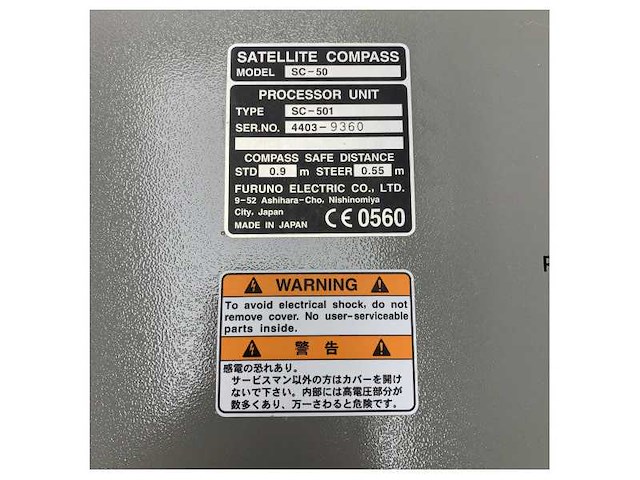 SATELLITE COMPASS
MODEL SC-50
PROCESSOR UNIT
TYPE SC-501
SER.NO. 4403-9360
COMPASS SAFE DISTANCE
STD 0.9 m STEER 0.55 m
FURUNO ELECTRIC CO., LTD.
9-52 Ashihara-Cho, Nishinomiya
City, Japan
MADE IN JAPAN CE0560
WARNING
To avoid electrical shock, do not
remove cover. No user-serviceable
parts inside.
警告
感電の恐れあり。
サービスマン以外の方はカバーを開け
ないで下さい。内部には高電圧部分が
数多くあり、万一さわると危険です。